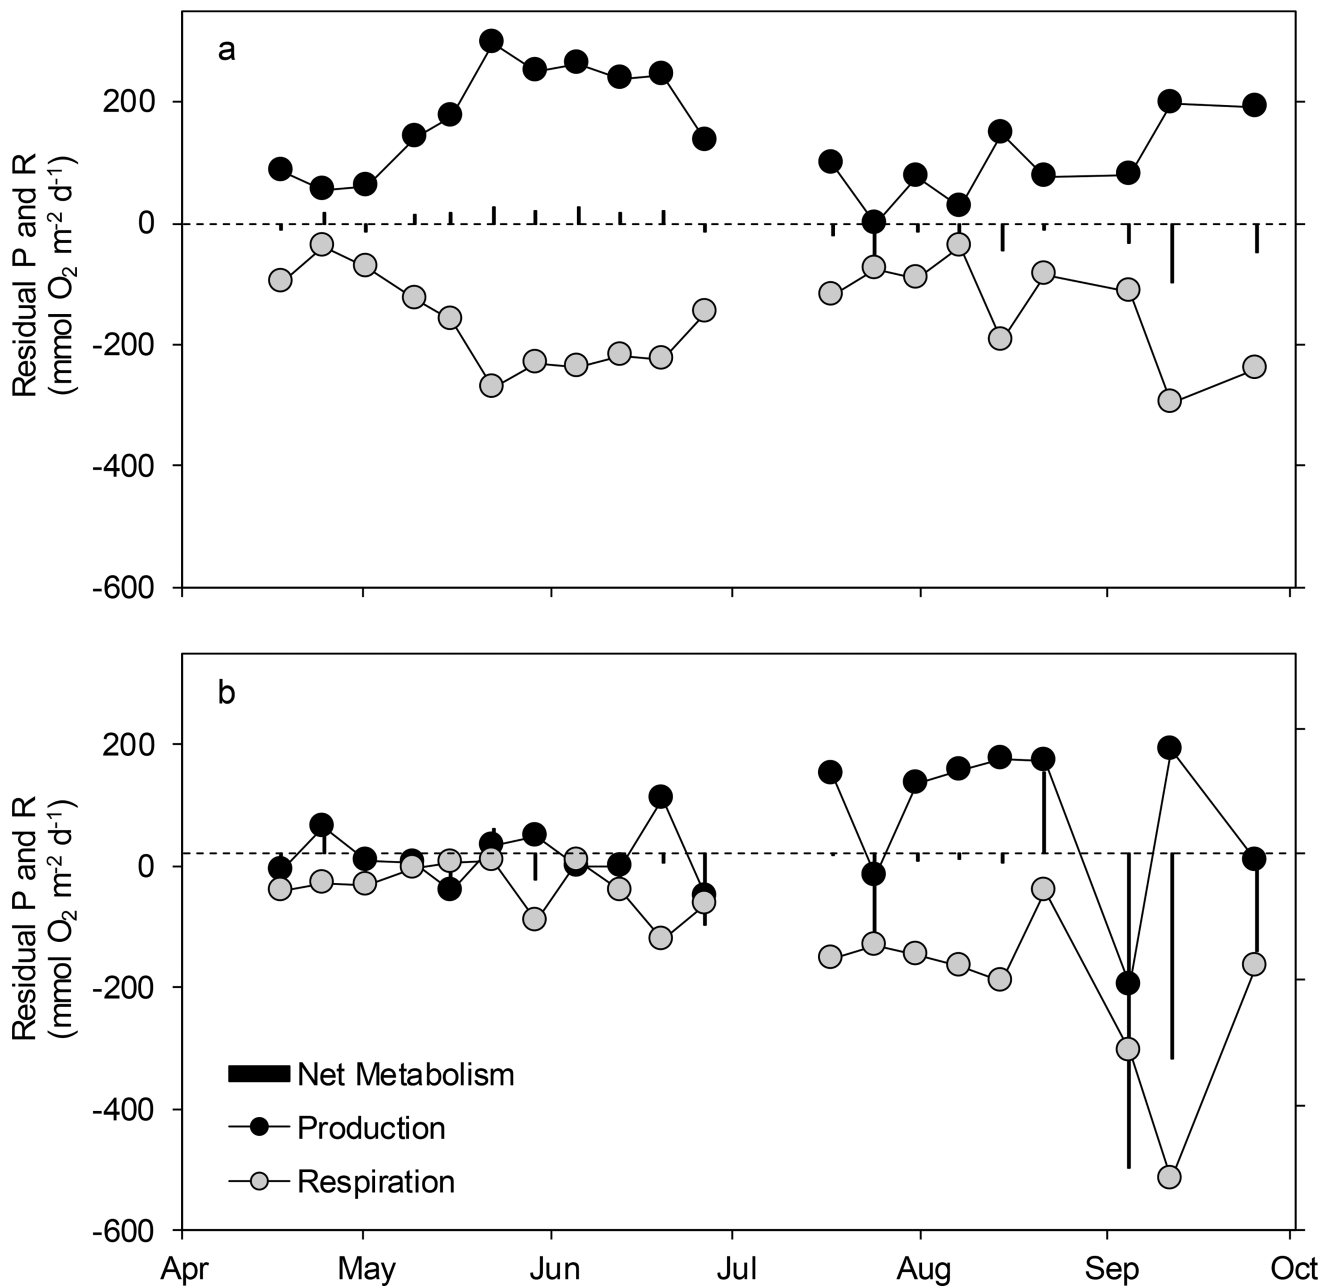 a
200
0
-200
-400
-600
Residual P and R
(mmol O₂ m⁻² d⁻¹)
b
200
0
-200
-400
-600
Residual P and R
(mmol O₂ m⁻² d⁻¹)
Net Metabolism
Production
Respiration
Apr May Jun Jul Aug Sep Oct